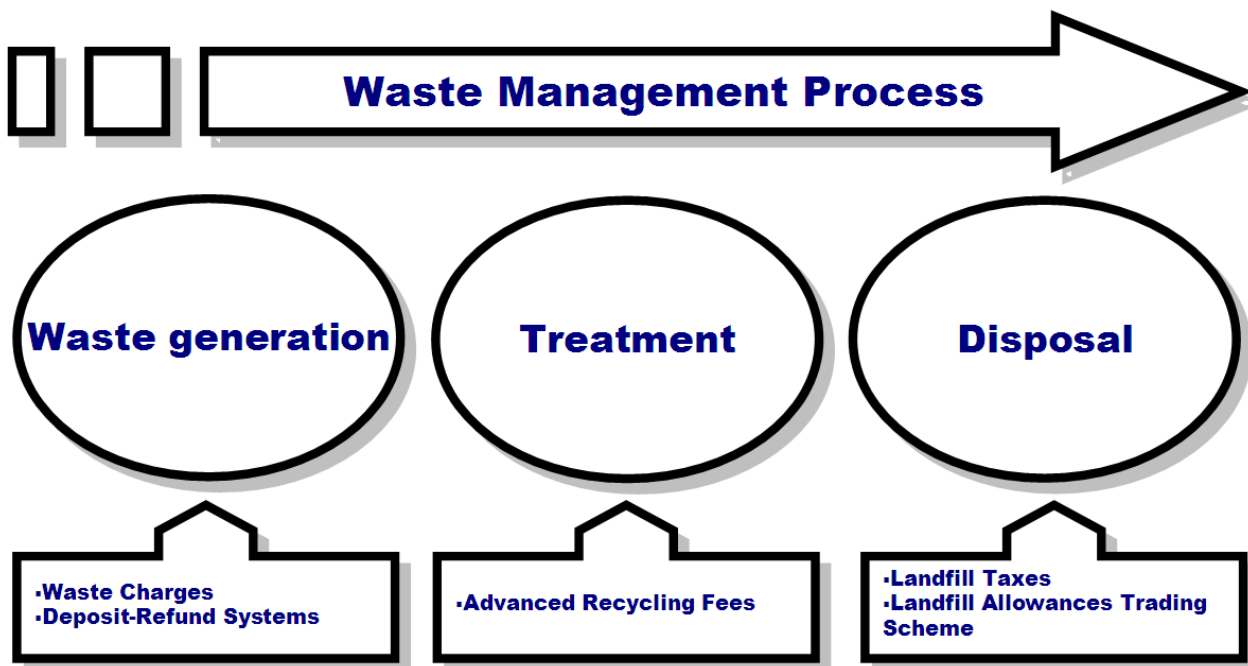 Waste Management Process
Waste generation
Treatment
Disposal
▪Waste Charges
▪Deposit-Refund Systems
▪Advanced Recycling Fees
▪Landfill Taxes
▪Landfill Allowances Trading
Scheme